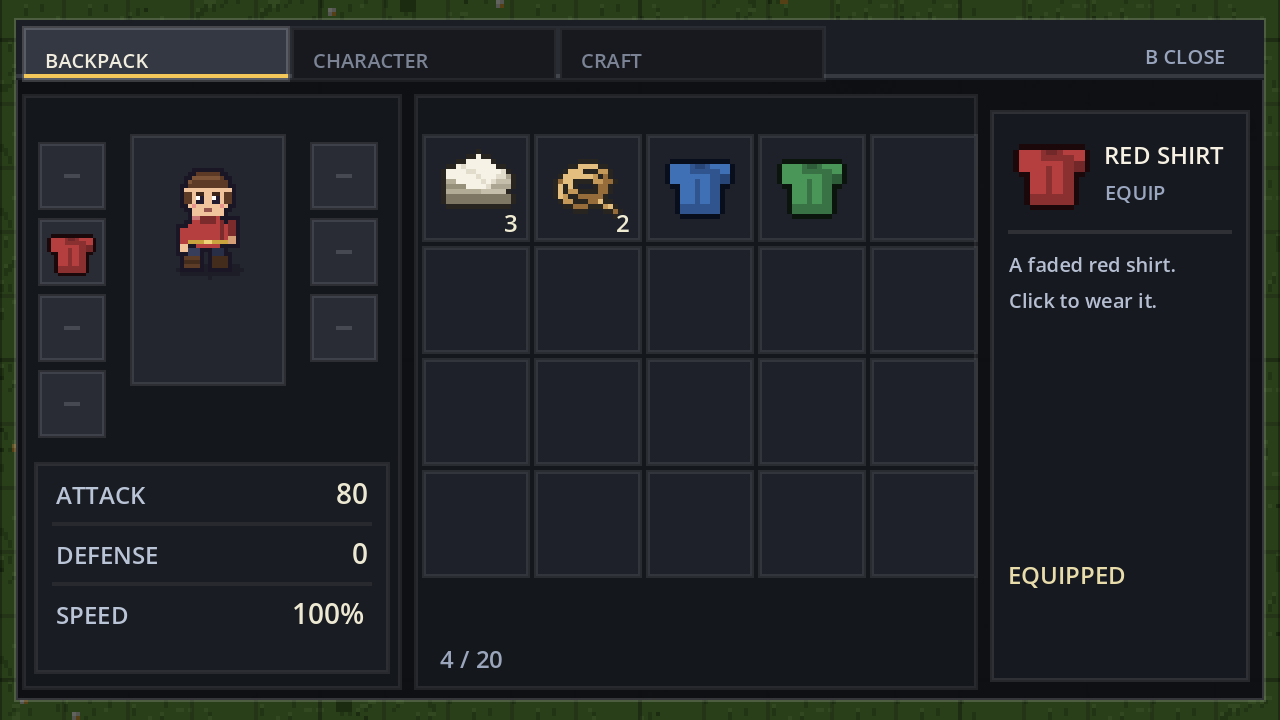 BACKPACK
CHARACTER
CRAFT
B CLOSE
3
2
RED SHIRT
EQUIP
A faded red shirt.
Click to wear it.
EQUIPPED
ATTACK 80
DEFENSE 0
SPEED 100%
4 / 20